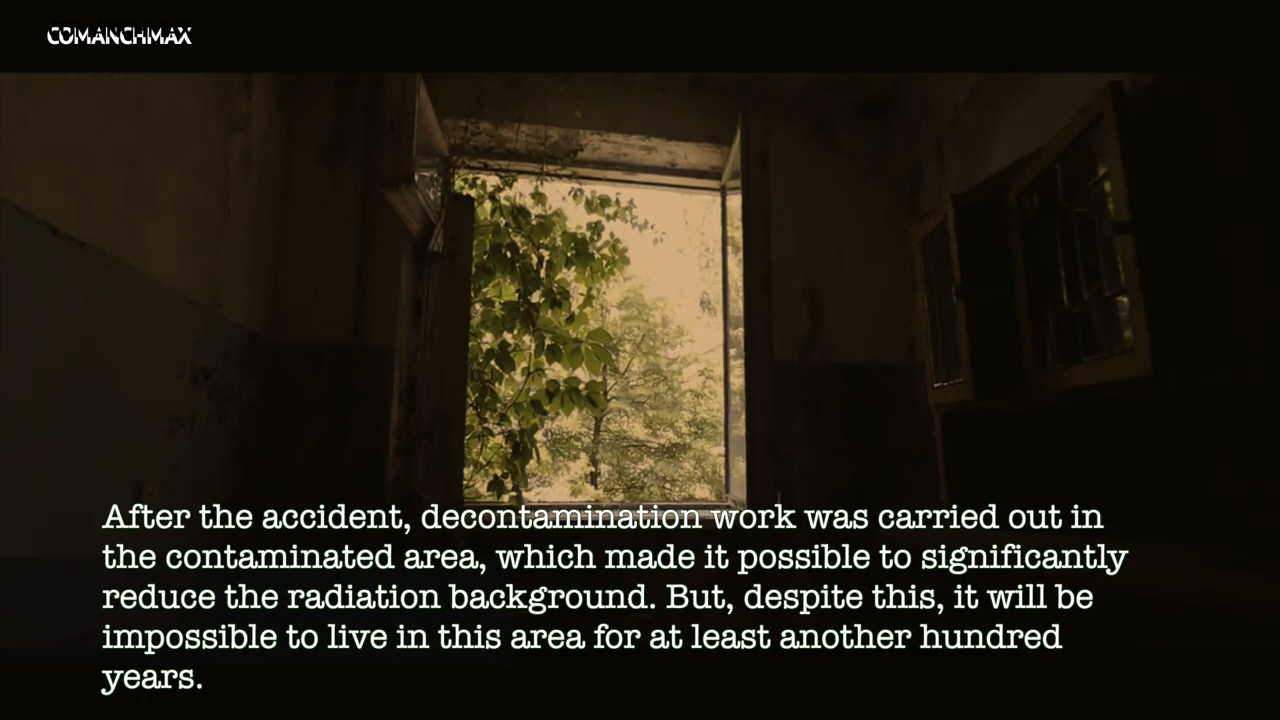 COMANCHMAX
After the accident, decontamination work was carried out in
the contaminated area, which made it possible to significantly
reduce the radiation background. But, despite this, it will be
impossible to live in this area for at least another hundred
years.